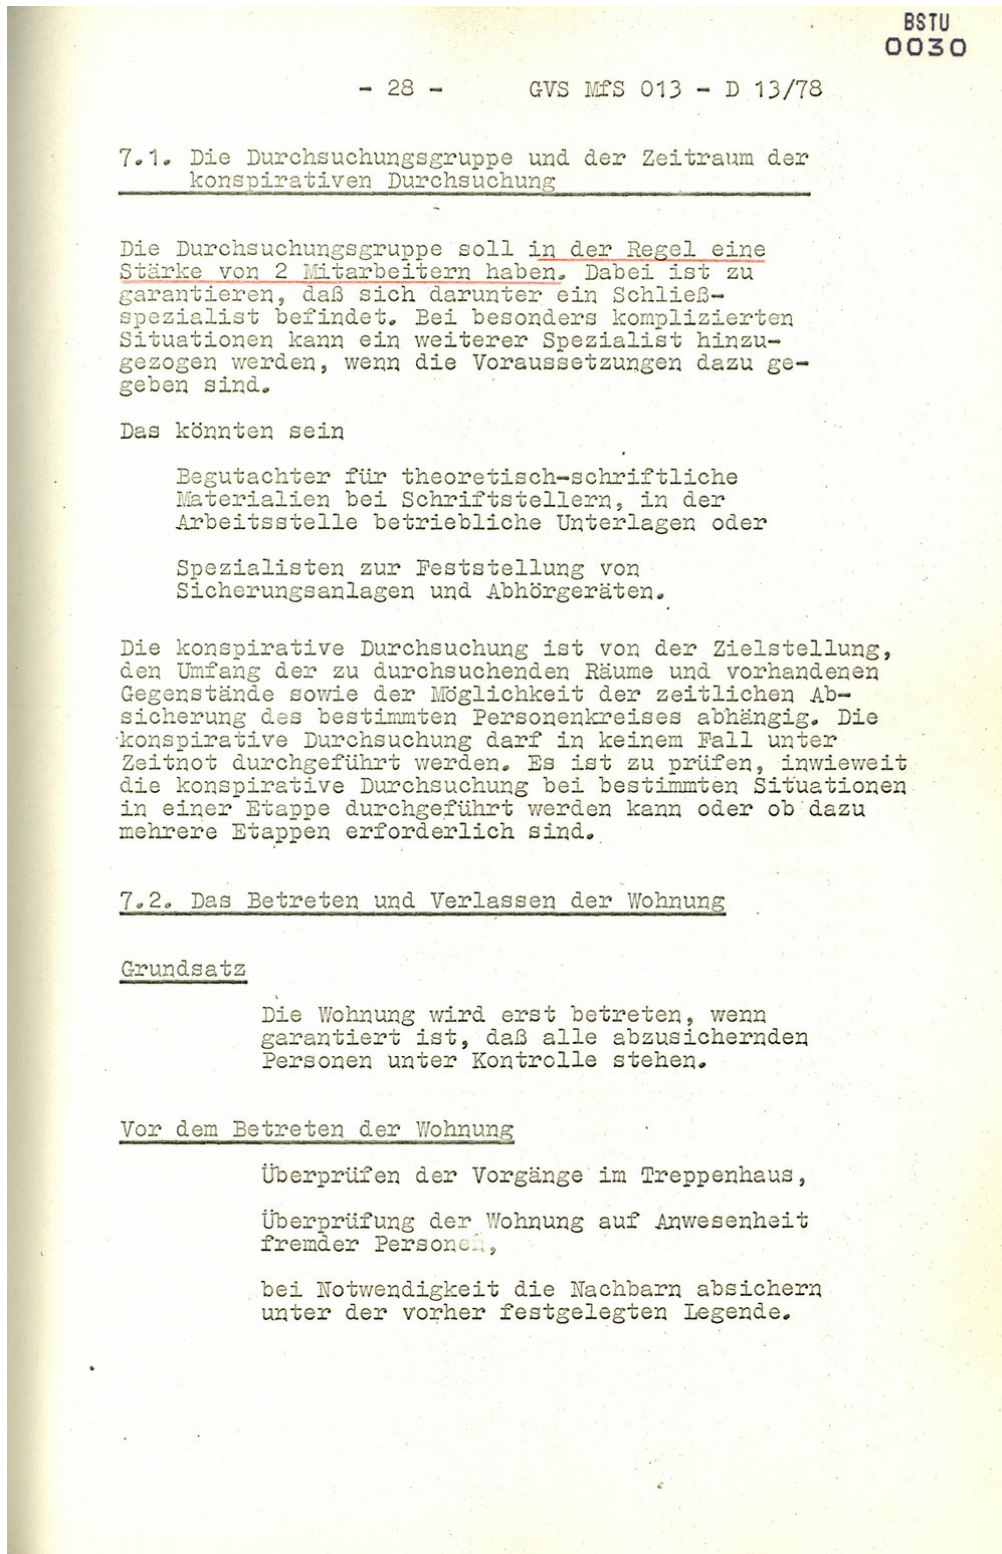 BSTU
0030
- 28 - GVS MfS 013 - D 13/78
7.1. Die Durchsuchungsgruppe und der Zeitraum der
konspirativen Durchsuchung
Die Durchsuchungsgruppe soll in der Regel eine
Stärke von 2 Mitarbeitern haben. Dabei ist zu
garantieren, daß sich darunter ein Schließ-
spezialist befindet. Bei besonders komplizierten
Situationen kann ein weiterer Spezialist hinzu-
gezogen werden, wenn die Voraussetzungen dazu ge-
geben sind.
Das könnten sein
Begutachter für theoretisch-schriftliche
Materialien bei Schriftstellern, in der
Arbeitsstelle betriebliche Unterlagen oder
Spezialisten zur Feststellung von
Sicherungsanlagen und Abhörgeräten.
Die konspirative Durchsuchung ist von der Zielstellung,
den Umfang der zu durchsuchenden Räume und vorhandenen
Gegenstände sowie der Möglichkeit der zeitlichen Ab-
sicherung des bestimmten Personenkreises abhängig. Die
konspirative Durchsuchung darf in keinem Fall unter
Zeitnot durchgeführt werden. Es ist zu prüfen, inwieweit
die konspirative Durchsuchung bei bestimmten Situationen
in einer Etappe durchgeführt werden kann oder ob dazu
mehrere Etappen erforderlich sind.
7.2. Das Betreten und Verlassen der Wohnung
Grundsatz
Die Wohnung wird erst betreten, wenn
garantiert ist, daß alle abzusichernden
Personen unter Kontrolle stehen.
Vor dem Betreten der Wohnung
Überprüfen der Vorgänge im Treppenhaus,
Überprüfung der Wohnung auf Anwesenheit
fremder Personen,
bei Notwendigkeit die Nachbarn absichern
unter der vorher festgelegten Legende.